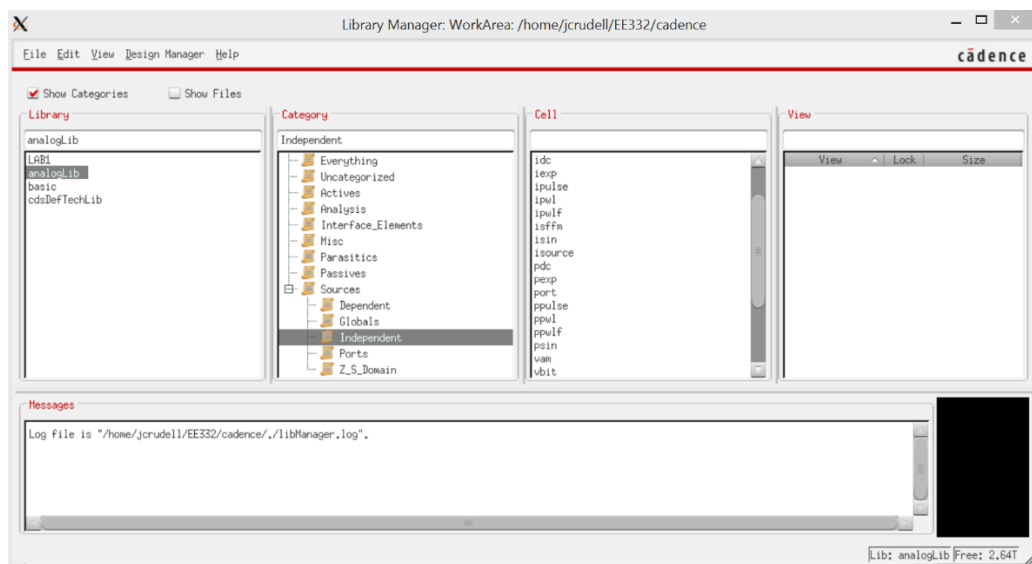 Library Manager: WorkArea: /home/jcrudell/EE332/cadence
File Edit View Design Manager Help
cādence
Show Categories Show Files
Library
analogLib
LAB1
analogLib
basic
cdsDefTechLib
Category
Independent
Everything
Uncategorized
Actives
Analysis
Interface_Elements
Misc
Parasitics
Passives
Sources
Dependent
Globals
Independent
Ports
Z_S_Domain
Cell
idc
iexp
ipulse
ipwl
ipwlf
isffm
isin
isource
pdc
pexp
port
ppulse
ppwl
ppwlf
psin
vam
vbit
View
View Lock Size
Messages
Log file is "/home/jcrudell/EE332/cadence/./libManager.log".
Lib: analogLib Free: 2.64T